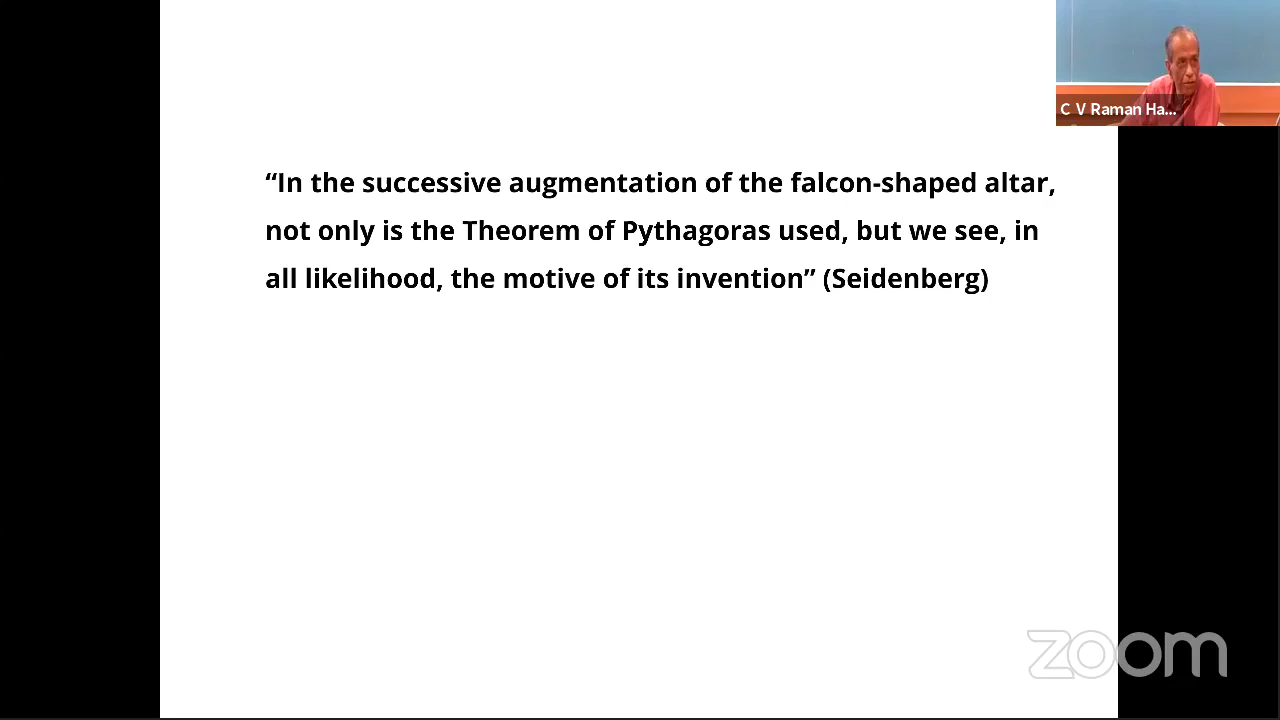 C V Raman Ha...
“In the successive augmentation of the falcon-shaped altar,
not only is the Theorem of Pythagoras used, but we see, in
all likelihood, the motive of its invention” (Seidenberg)
zoom